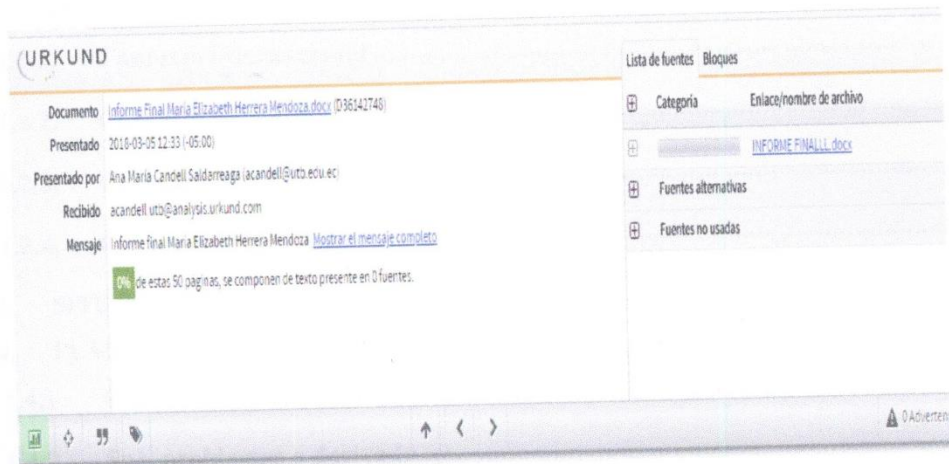 URKUND
Documento Informe Final Maria Elizabeth Herrera Mendoza.docx (D36142748)
Presentado 2018-03-05 12:33 (-05:00)
Presentado por Ana María Candell Saldarreaga (acandell@utb.edu.ec)
Recibido acandell.utb@analysis.urkund.com
Mensaje Informe final Maria Elizabeth Herrera Mendoza Mostrar el mensaje completo
0% de estas 50 paginas, se componen de texto presente en 0 fuentes.
Lista de fuentes Bloques
Categoría Enlace/nombre de archivo
INFORME FINALLL.docx
Fuentes alternativas
Fuentes no usadas
0 Adverten